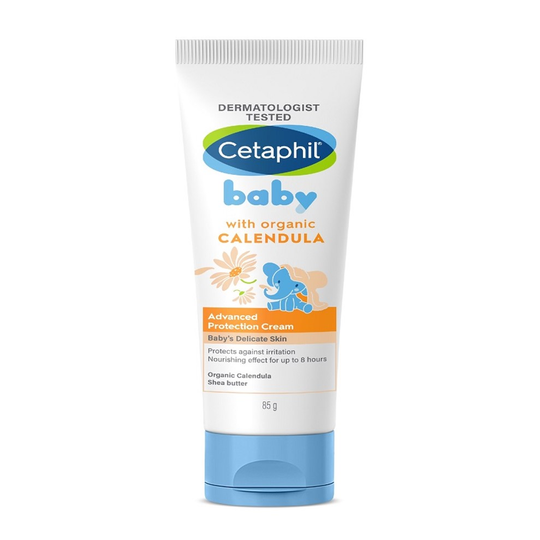 DERMATOLOGIST
TESTED
Cetaphil®
baby
with organic
CALENDULA
Advanced
Protection Cream
Baby's Delicate Skin
Protects against irritation
Nourishing effect for up to 8 hours
Organic Calendula
Shea butter
85 g